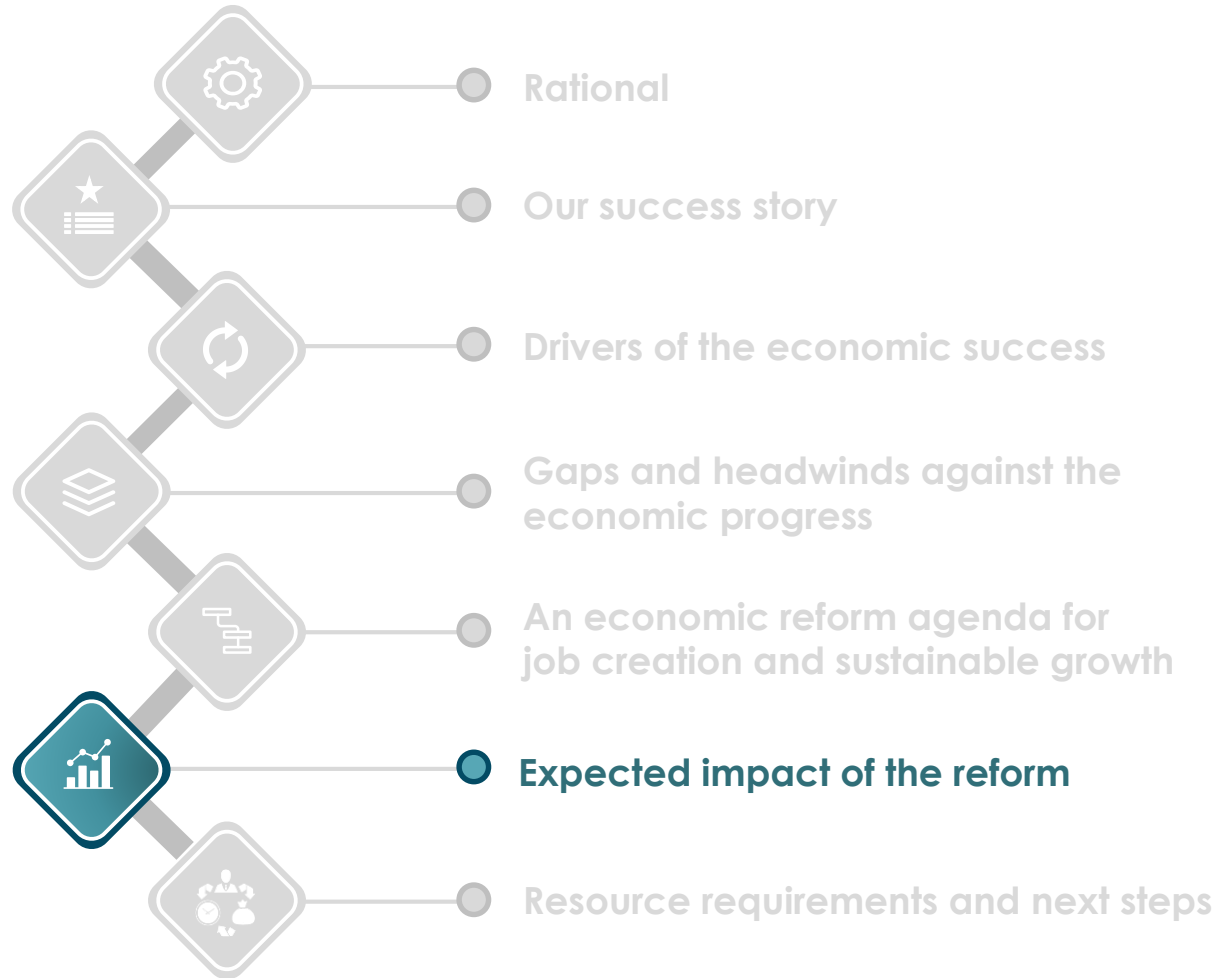 Rational
Our success story
Drivers of the economic success
Gaps and headwinds against the
economic progress
An economic reform agenda for
job creation and sustainable growth
Expected impact of the reform
Resource requirements and next steps